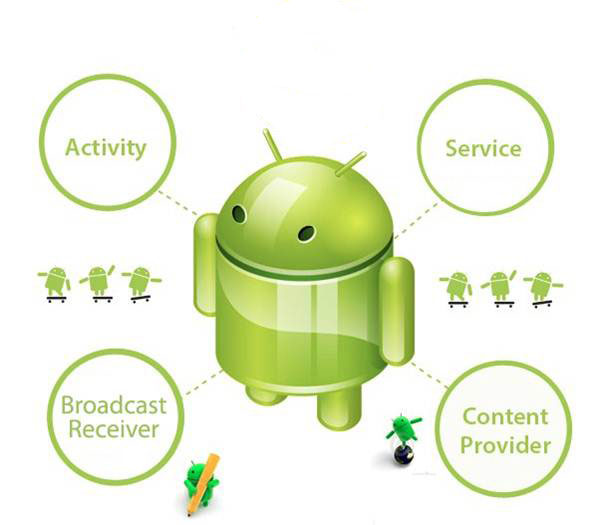 Activity
Service
Broadcast
Receiver
Content
Provider